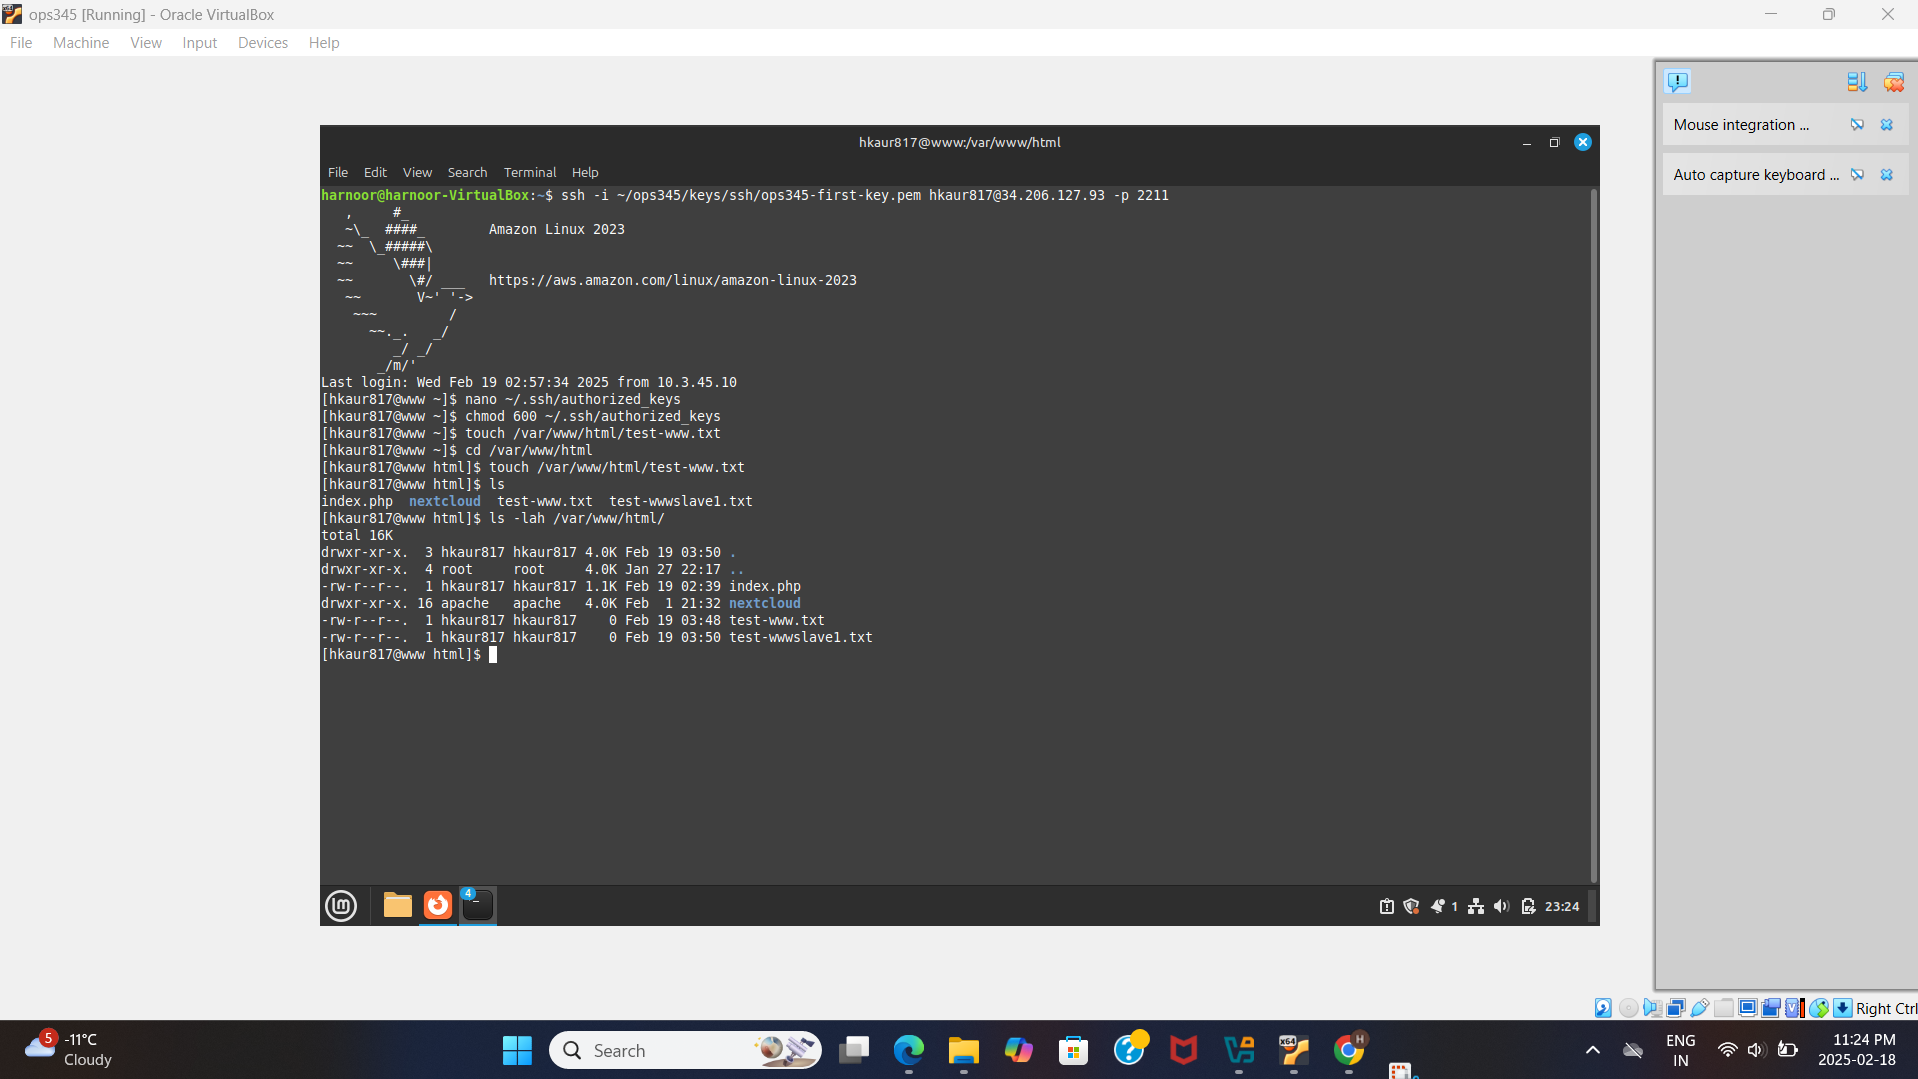 ops345 [Running] - Oracle VirtualBox
File Machine View Input Devices Help
Mouse integration ...
Auto capture keyboard ...
hkaur817@www:/var/www/html
File Edit View Search Terminal Help
harnoor@harnoor-VirtualBox:~$ ssh -i ~/ops345/keys/ssh/ops345-first-key.pem hkaur817@34.206.127.93 -p 2211
   ,     #_
   ~\_  ####_        Amazon Linux 2023
  ~~  \_#####\
  ~~     \###|
  ~~       \#/ ___   https://aws.amazon.com/linux/amazon-linux-2023
   ~~       V~' '->
    ~~~         /
      ~~._.   _/
         _/ _/
       _/m/'
Last login: Wed Feb 19 02:57:34 2025 from 10.3.45.10
[hkaur817@www ~]$ nano ~/.ssh/authorized_keys
[hkaur817@www ~]$ chmod 600 ~/.ssh/authorized_keys
[hkaur817@www ~]$ touch /var/www/html/test-www.txt
[hkaur817@www ~]$ cd /var/www/html
[hkaur817@www html]$ touch /var/www/html/test-www.txt
[hkaur817@www html]$ ls
index.php  nextcloud  test-www.txt  test-wwwslave1.txt
[hkaur817@www html]$ ls -lah /var/www/html/
total 16K
drwxr-xr-x.  3 hkaur817 hkaur817 4.0K Feb 19 03:50 .
drwxr-xr-x.  4 root     root     4.0K Jan 27 22:17 ..
-rw-r--r--.  1 hkaur817 hkaur817 1.1K Feb 19 02:39 index.php
drwxr-xr-x. 16 apache   apache   4.0K Feb  1 21:32 nextcloud
-rw-r--r--.  1 hkaur817 hkaur817    0 Feb 19 03:48 test-www.txt
-rw-r--r--.  1 hkaur817 hkaur817    0 Feb 19 03:50 test-wwwslave1.txt
[hkaur817@www html]$
4
1 23:24
Right Ctrl
5
-11°C
Cloudy
Search
x64
H
ENG
IN
11:24 PM
2025-02-18